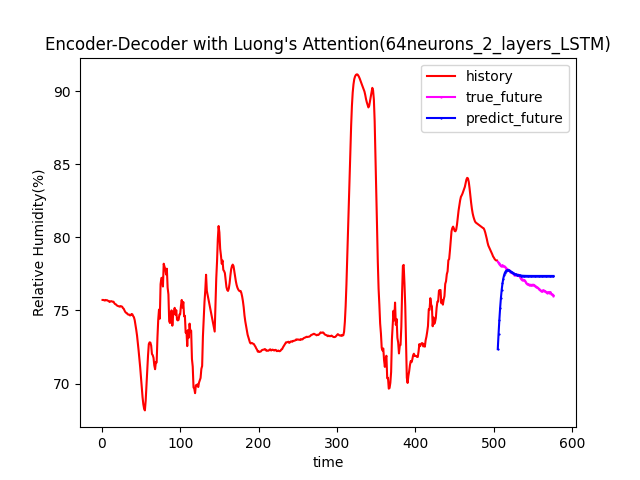 Encoder-Decoder with Luong's Attention(64neurons_2_layers_LSTM)
history
true_future
predict_future
Relative Humidity(%)
90
85
80
75
70
0 100 200 300 400 500 600
time